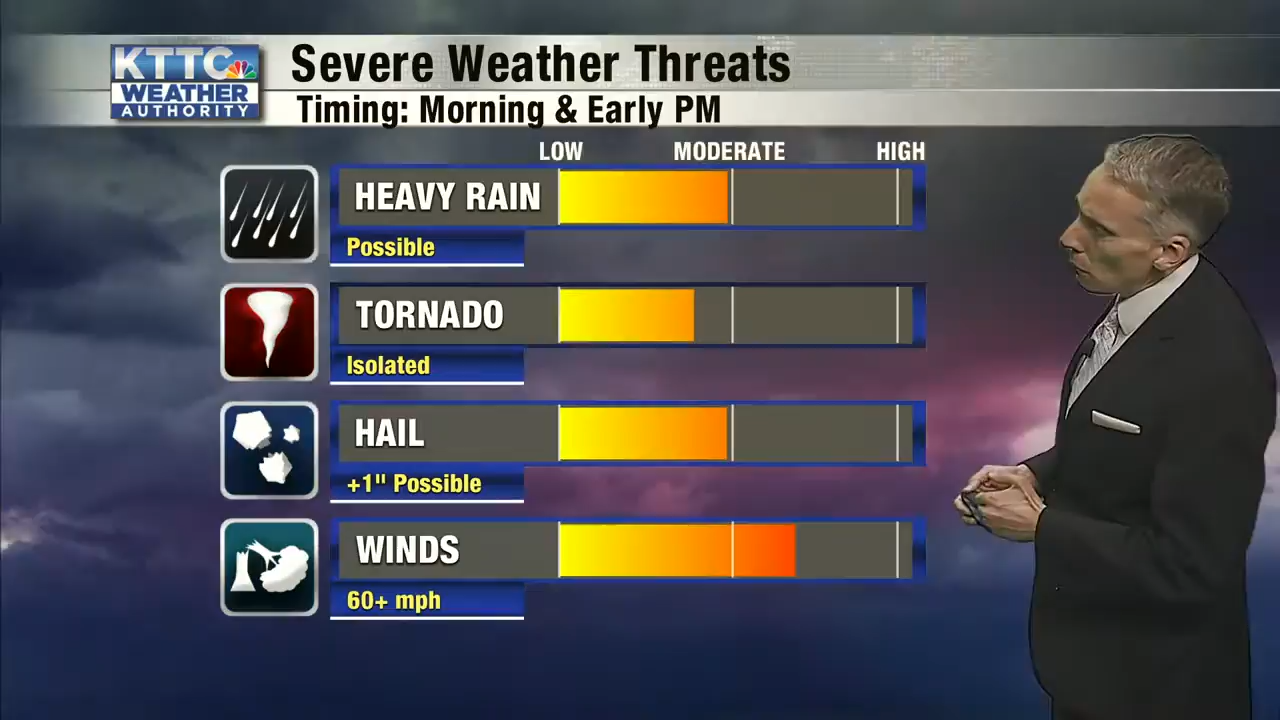 KTTC
WEATHER
AUTHORITY
Severe Weather Threats
Timing: Morning & Early PM
LOW MODERATE HIGH
HEAVY RAIN
Possible
TORNADO
Isolated
HAIL
+1" Possible
WINDS
60+ mph